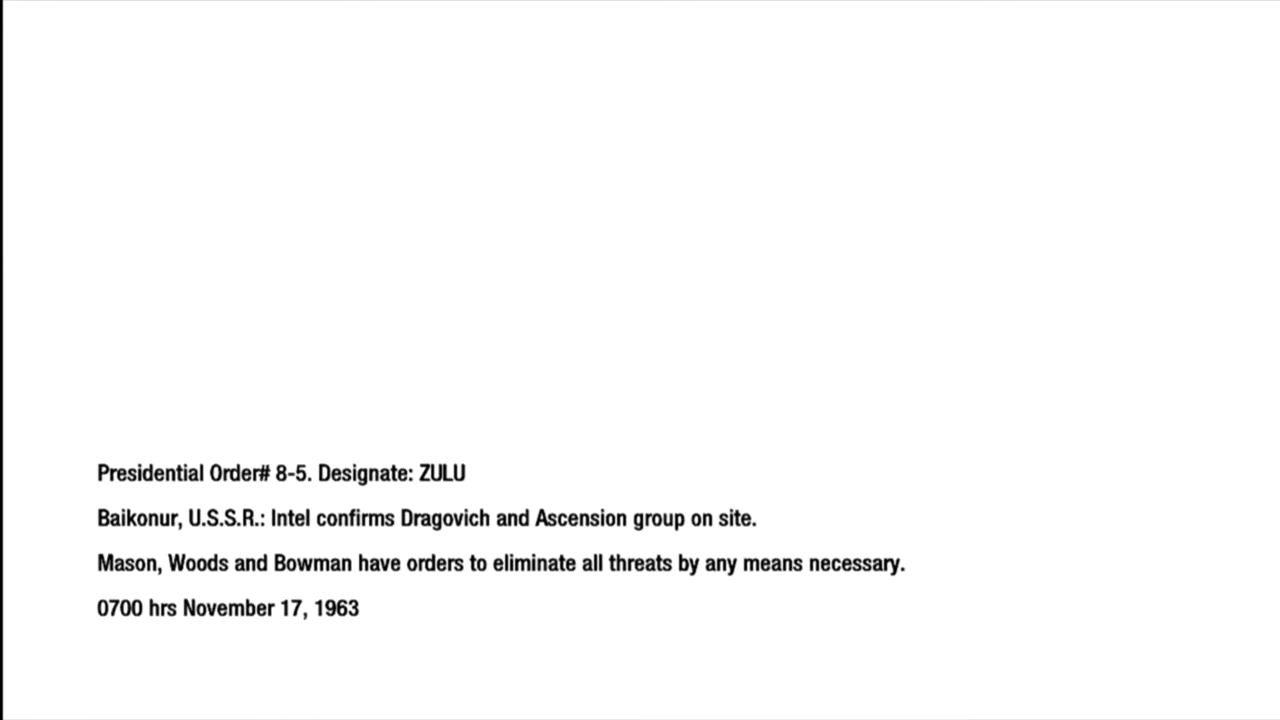 Presidential Order# 8-5. Designate: ZULU
Baikonur, U.S.S.R.: Intel confirms Dragovich and Ascension group on site.
Mason, Woods and Bowman have orders to eliminate all threats by any means necessary.
0700 hrs November 17, 1963